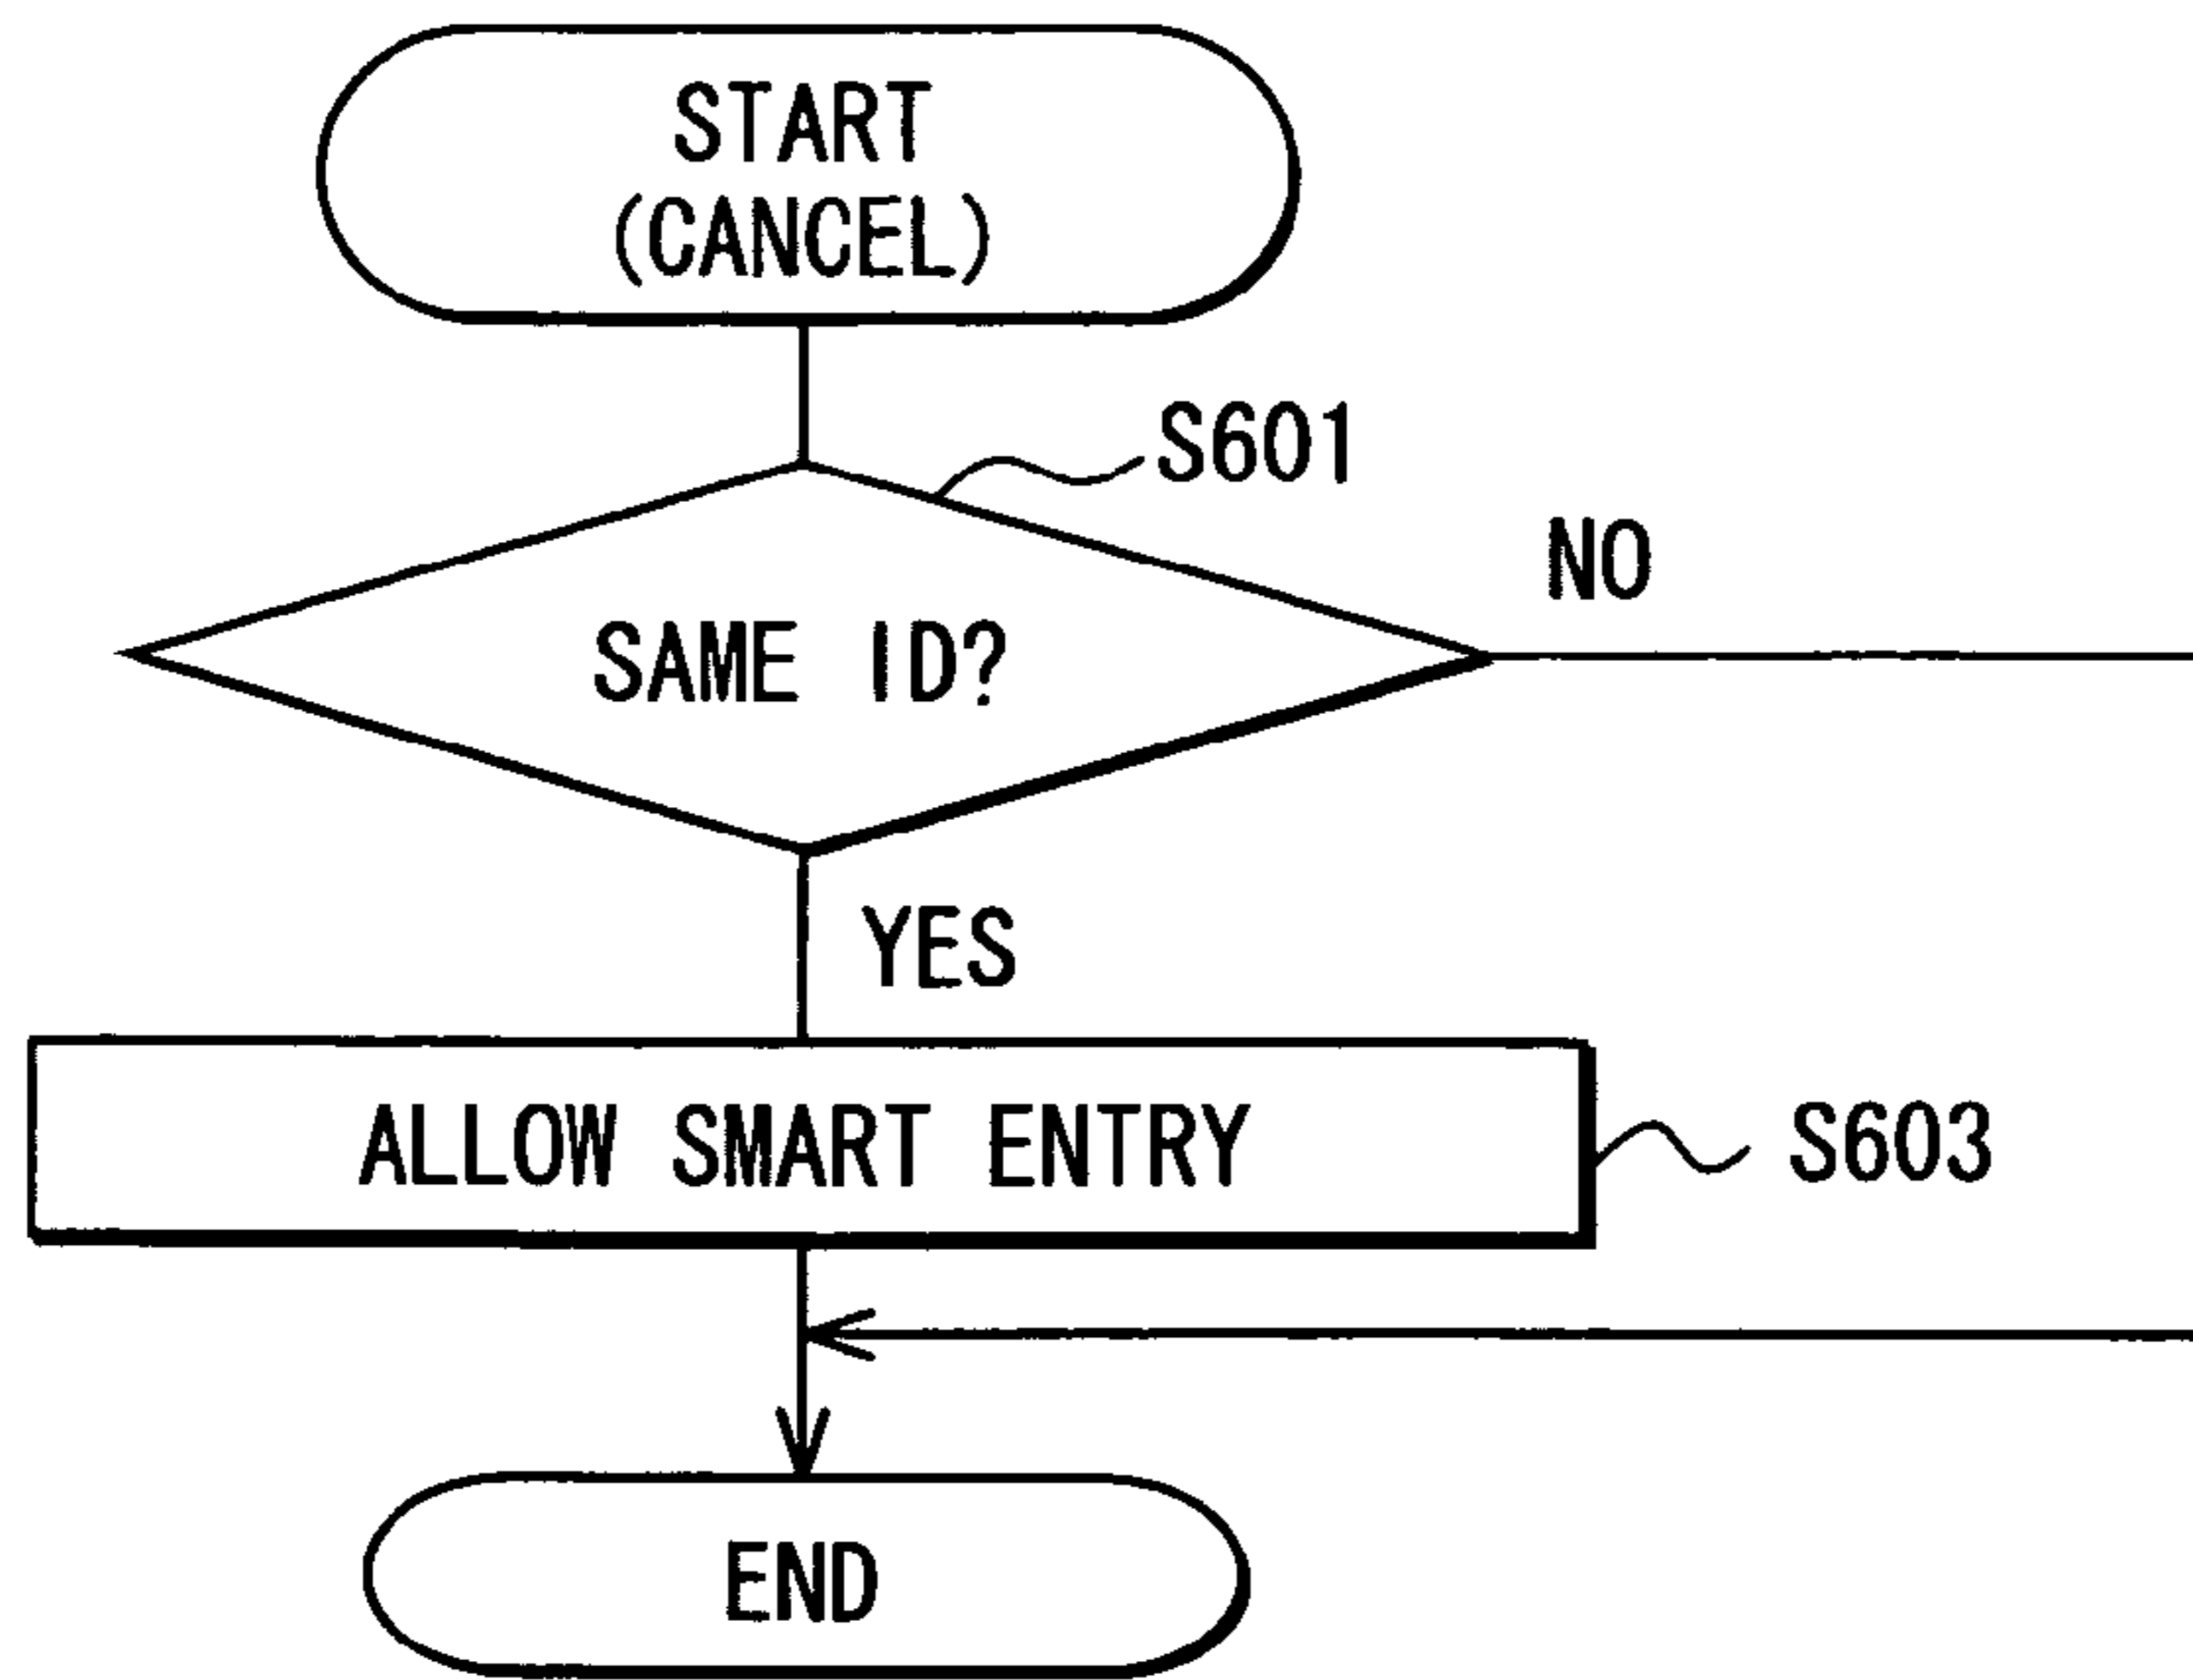 START
(CANCEL)
S601
NO
SAME ID?
YES
ALLOW SMART ENTRY
S603
END